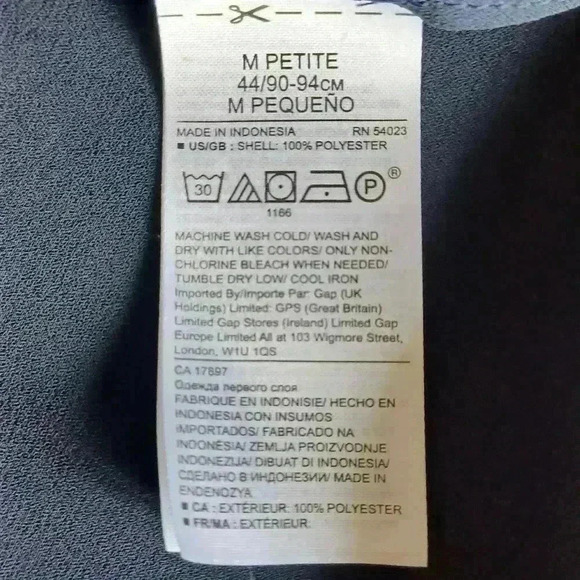 M PETITE
44/90-94CM
M PEQUEÑO
MADE IN INDONESIA RN 54023
■ US/GB : SHELL: 100% POLYESTER
30 P ®
1166
MACHINE WASH COLD/ WASH AND
DRY WITH LIKE COLORS/ ONLY NON-
CHLORINE BLEACH WHEN NEEDED/
TUMBLE DRY LOW/ COOL IRON
Imported By/Importe Par: Gap (UK
Holdings) Limited: GPS (Great Britain)
Limited Gap Stores (Ireland) Limited Gap
Europe Limited All at 103 Wigmore Street,
London, W1U 1QS
CA 17897
Одежда первого слоя
FABRIQUE EN INDONISIE/ HECHO EN
INDONESIA CON INSUMOS
IMPORTADOS/ FABRICADO NA
INDONÉSIA/ ZEMLJA PROIZVODNJE
INDONEZIJA/ DIBUAT DI INDONESIA/
СДЕЛАНО В ИНДОНЕЗИИ/ MADE IN
ENDENOZYA
■ CA : EXTÉRIEUR: 100% POLYESTER
■ FR/MA : EXTÉRIEUR: